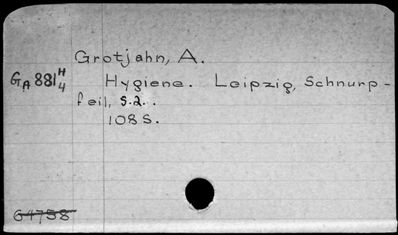 Grotjahn, A.
GA 881 H/4 Hygiene. Leipzig, Schnurp-
feil, s.a..
108 S.
64758